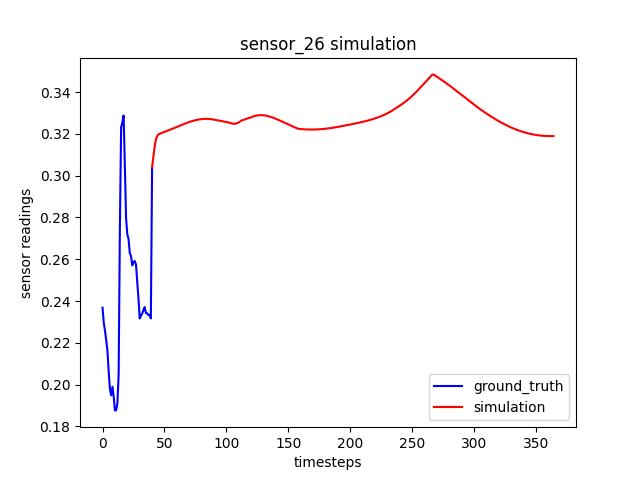 sensor_26 simulation
sensor readings
0.34
0.32
0.30
0.28
0.26
0.24
0.22
0.20
0.18
0 50 100 150 200 250 300 350
timesteps
ground_truth
simulation